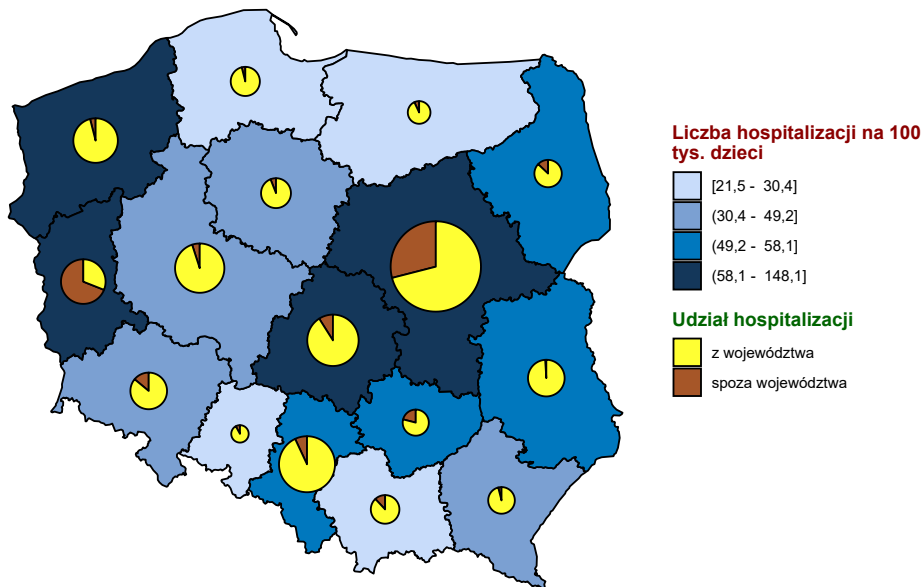 Liczba hospitalizacji na 100
tys. dzieci
[21,5 - 30,4]
(30,4 - 49,2]
(49,2 - 58,1]
(58,1 - 148,1]
Udział hospitalizacji
z województwa
spoza województwa